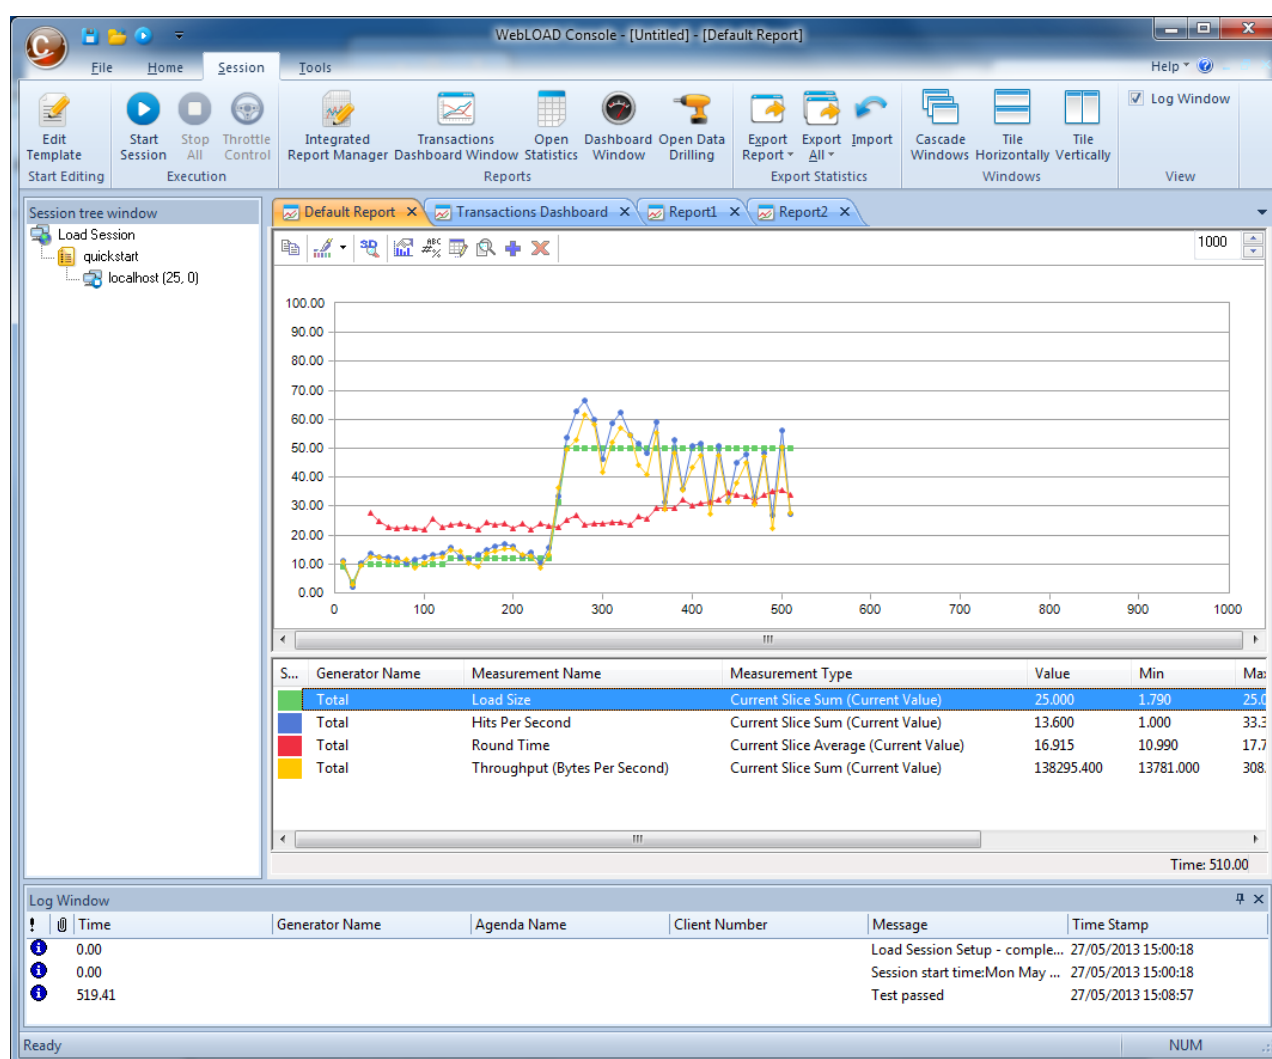 WebLOAD Console - [Untitled] - [Default Report]
File Home Session Tools Help
Edit Template
Start Session
Stop All
Throttle Control
Integrated Report Manager
Transactions Dashboard Window
Open Statistics
Dashboard Window
Open Data Drilling
Export Report
Export All
Import
Cascade Windows
Tile Horizontally
Tile Vertically
Log Window
Start Editing Execution Reports Export Statistics Windows View
Session tree window
Load Session
quickstart
localhost (25, 0)
Default Report Transactions Dashboard Report1 Report2
3D ABC #% 1000
100.00
90.00
80.00
70.00
60.00
50.00
40.00
30.00
20.00
10.00
0.00
0 100 200 300 400 500 600 700 800 900 1000
S... Generator Name Measurement Name Measurement Type Value Min Max
Total Load Size Current Slice Sum (Current Value) 25.000 1.790 25.0
Total Hits Per Second Current Slice Sum (Current Value) 13.600 1.000 33.3
Total Round Time Current Slice Average (Current Value) 16.915 10.990 17.7
Total Throughput (Bytes Per Second) Current Slice Sum (Current Value) 138295.400 13781.000 308.
Time: 510.00
Log Window
! Time Generator Name Agenda Name Client Number Message Time Stamp
0.00 Load Session Setup - comple... 27/05/2013 15:00:18
0.00 Session start time:Mon May ... 27/05/2013 15:00:18
519.41 Test passed 27/05/2013 15:08:57
Ready NUM